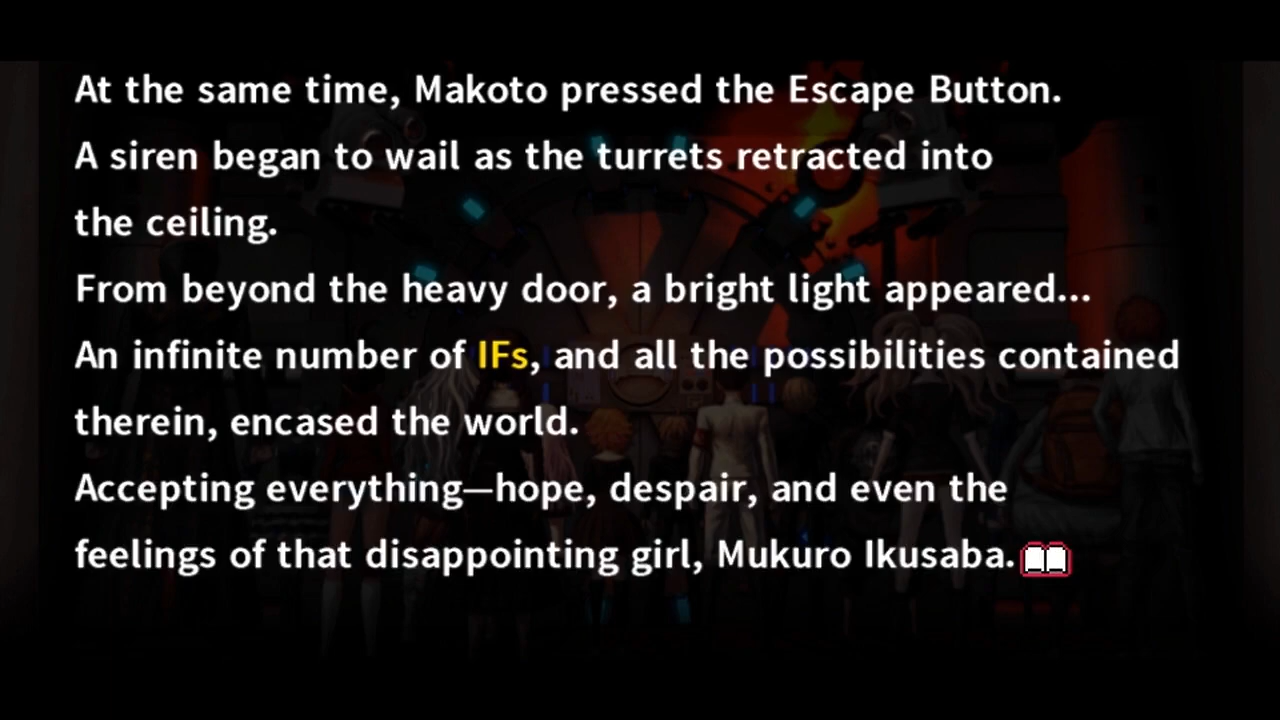 At the same time, Makoto pressed the Escape Button.
A siren began to wail as the turrets retracted into
the ceiling.
From beyond the heavy door, a bright light appeared...
An infinite number of IFs, and all the possibilities contained
therein, encased the world.
Accepting everything—hope, despair, and even the
feelings of that disappointing girl, Mukuro Ikusaba.